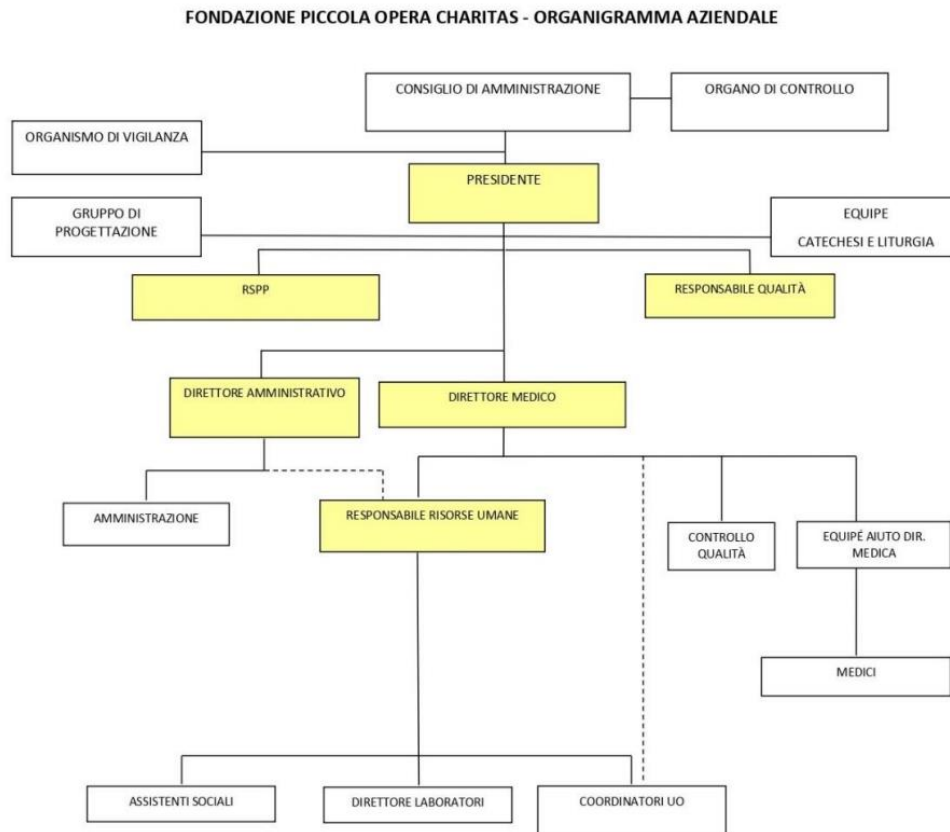 FONDAZIONE PICCOLA OPERA CHARITAS - ORGANIGRAMMA AZIENDALE
CONSIGLIO DI AMMINISTRAZIONE
ORGANO DI CONTROLLO
ORGANISMO DI VIGILANZA
PRESIDENTE
GRUPPO DI
PROGETTAZIONE
EQUIPE
CATECHESI E LITURGIA
RSPP
RESPONSABILE QUALITÀ
DIRETTORE AMMINISTRATIVO
DIRETTORE MEDICO
AMMINISTRAZIONE
RESPONSABILE RISORSE UMANE
CONTROLLO
QUALITÀ
EQUIPÉ AIUTO DIR.
MEDICA
MEDICI
ASSISTENTI SOCIALI
DIRETTORE LABORATORI
COORDINATORI UO